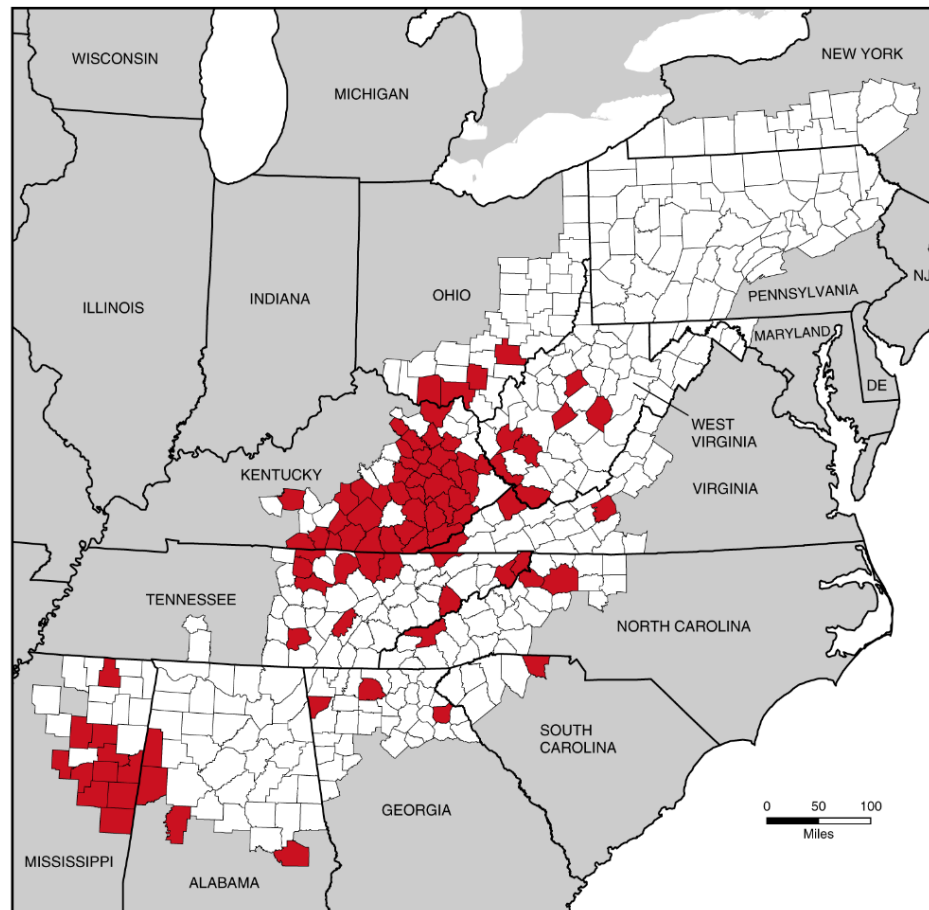 WISCONSIN
NEW YORK
MICHIGAN
ILLINOIS
INDIANA
OHIO
PENNSYLVANIA
NJ
MARYLAND
DE
WEST
VIRGINIA
KENTUCKY
VIRGINIA
TENNESSEE
NORTH CAROLINA
SOUTH
CAROLINA
GEORGIA
0 50 100
Miles
MISSISSIPPI
ALABAMA